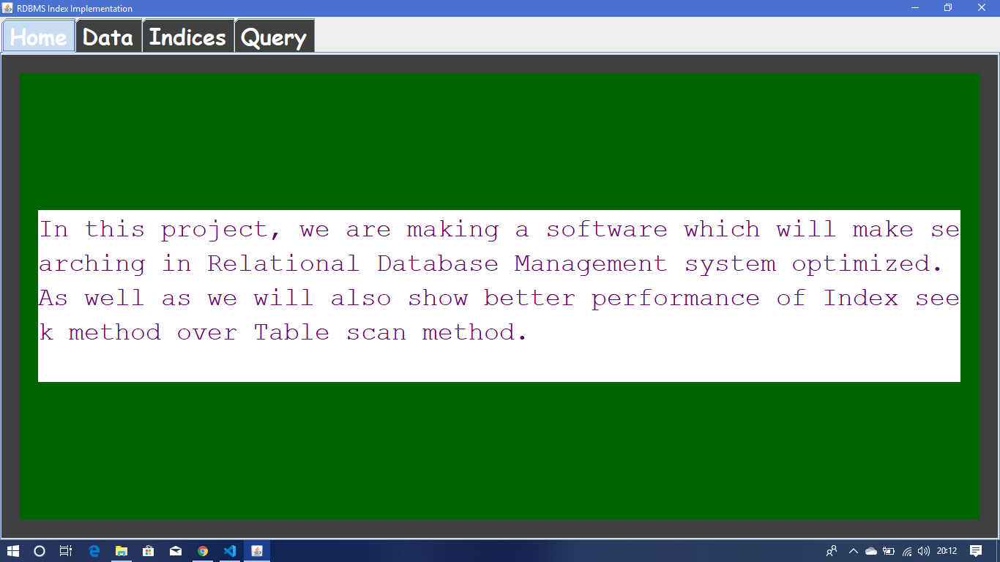 RDBMS Index Implementation
Home Data Indices Query
In this project, we are making a software which will make se
arching in Relational Database Management system optimized.
As well as we will also show better performance of Index see
k method over Table scan method.
20:12